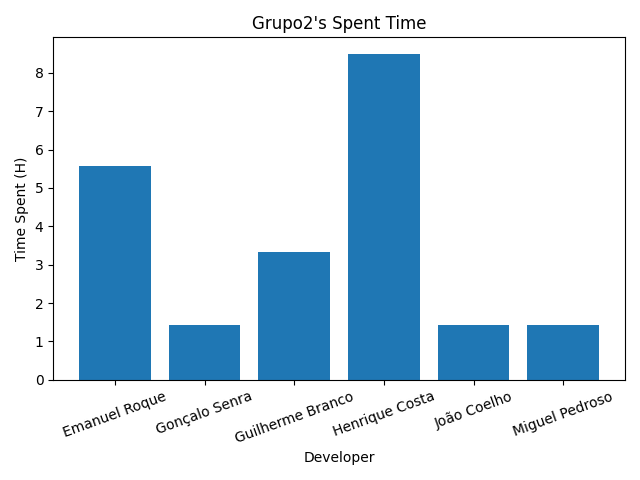 Grupo2's Spent Time
Time Spent (H)
8
7
6
5
4
3
2
1
0
Emanuel Roque
Gonçalo Senra
Guilherme Branco
Henrique Costa
João Coelho
Miguel Pedroso
Developer